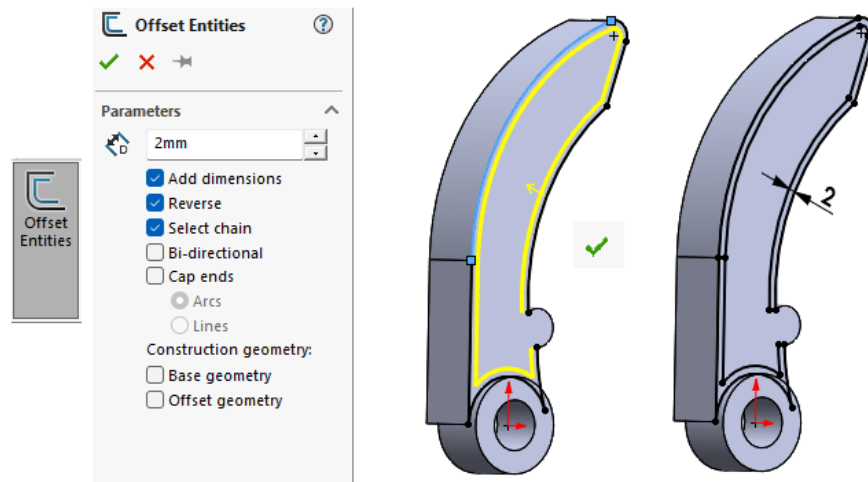 Offset Entities
Parameters
D
2mm
Add dimensions
Reverse
Select chain
Bi-directional
Cap ends
Arcs
Lines
Construction geometry:
Base geometry
Offset geometry
Offset
Entities
2